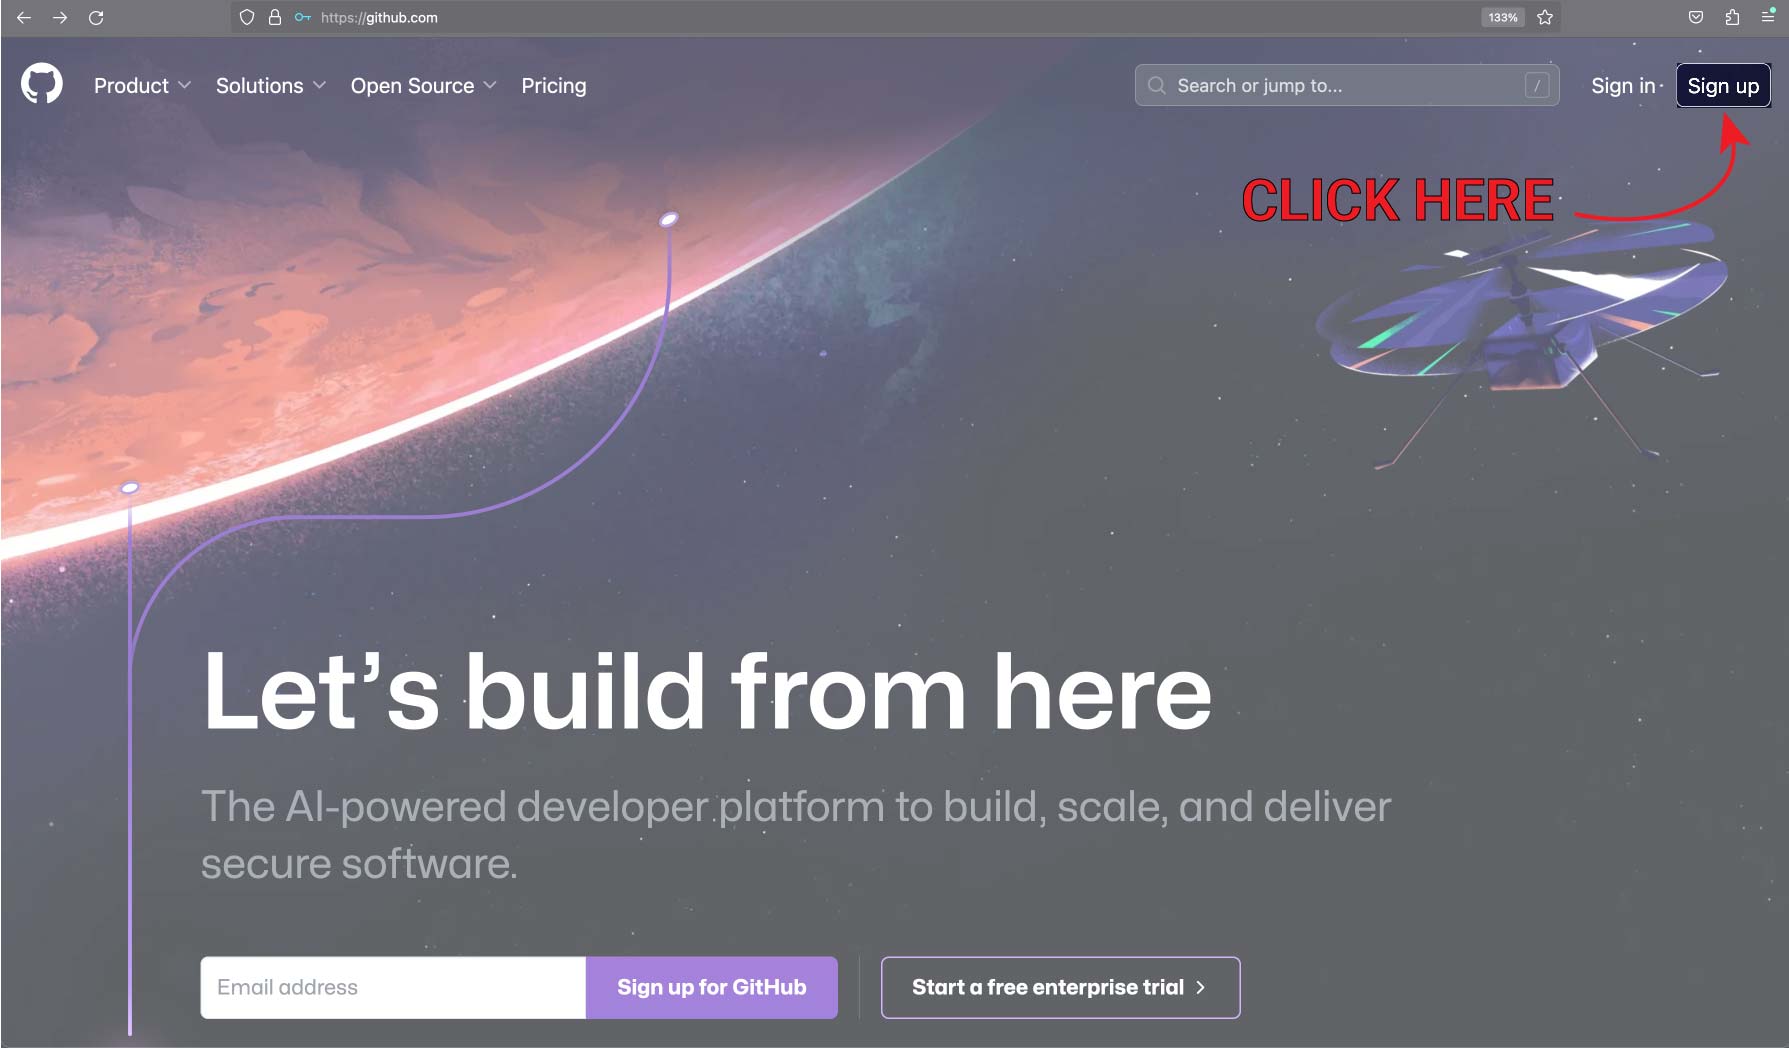 https://github.com
133%
Product
Solutions
Open Source
Pricing
Search or jump to...
/
Sign in
Sign up
CLICK HERE
Let’s build from here
The AI-powered developer platform to build, scale, and deliver
secure software.
Email address
Sign up for GitHub
Start a free enterprise trial